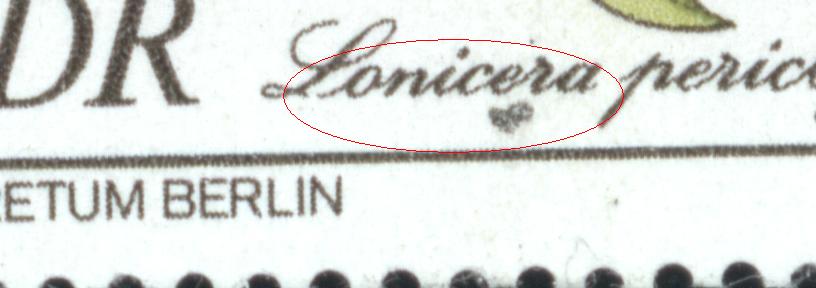 DR Lonicera peric
ETUM BERLIN